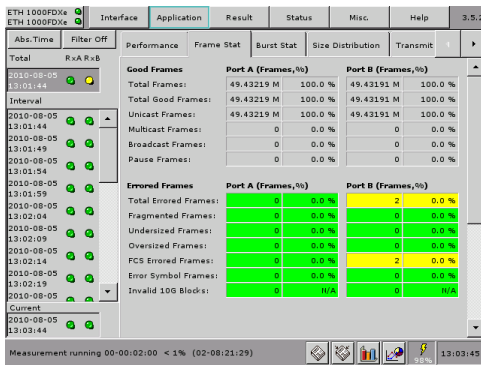 ETH 1000FDXe
ETH 1000FDXe
Interface Application Result Status Misc. Help 3.5.
Abs.Time Filter Off
Performance Frame Stat Burst Stat Size Distribution Transmit
Total RxA RxB
2010-08-05
13:01:44
Interval
2010-08-05
13:01:44
2010-08-05
13:01:49
2010-08-05
13:01:54
2010-08-05
13:01:59
2010-08-05
13:02:04
2010-08-05
13:02:09
2010-08-05
13:02:14
2010-08-05
13:02:19
2010-08-05
Current
2010-08-05
13:03:44
Good Frames Port A (Frames,%) Port B (Frames,%)
Total Frames: 49.43219 M 100.0 % 49.43191 M 100.0 %
Total Good Frames: 49.43219 M 100.0 % 49.43191 M 100.0 %
Unicast Frames: 49.43219 M 100.0 % 49.43191 M 100.0 %
Multicast Frames: 0 0.0 % 0 0.0 %
Broadcast Frames: 0 0.0 % 0 0.0 %
Pause Frames: 0 0.0 % 0 0.0 %
Errored Frames Port A (Frames,%) Port B (Frames,%)
Total Errored Frames: 0 0.0 % 2 0.0 %
Fragmented Frames: 0 0.0 % 0 0.0 %
Undersized Frames: 0 0.0 % 0 0.0 %
Oversized Frames: 0 0.0 % 0 0.0 %
FCS Errored Frames: 0 0.0 % 2 0.0 %
Error Symbol Frames: 0 0.0 % 0 0.0 %
Invalid 10G Blocks: 0 N/A 0 N/A
Measurement running 00-00:02:00 < 1% (02-08:21:29) 98% 13:03:45